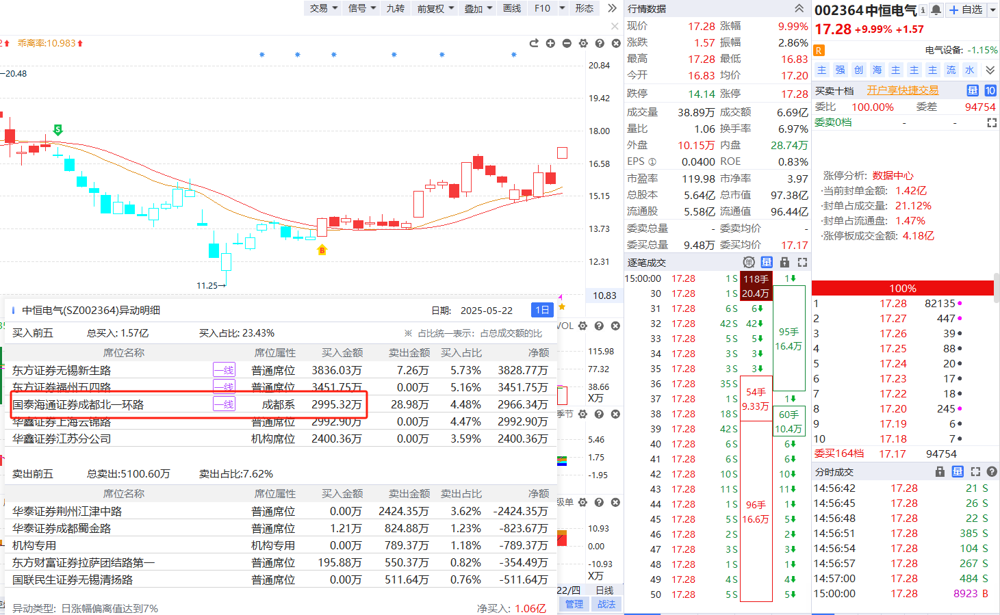 交易 信号 九转 前复权 叠加 画线 F10 形态
乖离率:10.983
20.48
20.84
19.42
18.00
16.58
15.15
13.73
12.31
10.83
S
B
11.25
VOL
115.98
77.32
38.66
X万
季节
5.46
1.75
-1.95
级单
10.93
0.00
-10.93
X万
22/四 日线
管理 战法
中恒电气(SZ002364)异动明细 日期: 2025-05-22 1日
买入前五 总买入: 1.57亿 买入占比: 23.43% ※ 占比统一表示: 占总成交额的比
席位名称 席位属性 买入金额 卖出金额 买入占比 净额
东方证券无锡新生路 一线 普通席位 3836.03万 7.26万 5.73% 3828.77万
东方证券福州五四路 一线 普通席位 3451.75万 0.00万 5.16% 3451.75万
国泰海通证券成都北一环路 一线 成都系 2995.32万 28.98万 4.48% 2966.34万
华鑫证券上海云锦路 普通席位 2992.90万 0.00万 4.47% 2992.90万
华鑫证券江苏分公司 机构席位 2400.36万 0.00万 3.59% 2400.36万
卖出前五 总卖出:5100.60万 卖出占比:7.62%
席位名称 席位属性 买入金额 卖出金额 卖出占比 净额
华泰证券荆州江津中路 普通席位 0.00万 2424.35万 3.62% -2424.35万
华泰证券成都蜀金路 普通席位 1.21万 824.88万 1.23% -823.67万
机构专用 机构专用 0.00万 789.37万 1.18% -789.37万
东方财富证券拉萨团结路第一 普通席位 195.88万 550.37万 0.82% -354.49万
国联民生证券无锡清扬路 普通席位 0.00万 511.64万 0.76% -511.64万
异动类型: 日涨幅偏离值达到7% 净买入: 1.06亿
行情数据
现价 17.28 涨幅 9.99%
涨跌 1.57 振幅 2.86%
最高 17.28 最低 16.83
今开 16.83 均价 17.20
跌停 14.14 涨停 17.28
成交量 38.89万 成交额 6.69亿
量比 1.06 换手率 6.97%
外盘 10.15万 内盘 28.74万
EPS ① 0.0400 ROE 0.83%
市盈率 119.98 市净率 3.97
总股本 5.64亿 总市值 97.38亿
流通股 5.58亿 流通值 96.44亿
委卖总量 - 委卖均价 -
委买总量 9.48万 委买均价 17.17
逐笔成交 单 量
15:00:00 17.28 1 S 118手 1
30 17.28 1 S 20.4万
31 17.28 6 S 6
32 17.28 42 S 42
33 17.28 5 S 5 95手
34 17.28 3 S 3 16.4万
35 17.28 3 S 3
36 17.28 35 S 54手
37 17.28 1 S 9.33万 1
38 17.28 18 S 60手
39 17.28 42 S 10.4万
40 17.28 6 S 6
41 17.28 6 S 6
42 17.28 10 S 10
43 17.28 11 S 11
44 17.28 1 S 96手 1
45 17.28 5 S 16.6万 5
46 17.28 2 S 2
47 17.28 3 S 3
48 17.28 1 S 1
49 17.28 4 S 4
50 17.28 5 S 5
002364中恒电气 自选
17.28 +9.99% +1.57
R 电气设备: -1.15%
主 强 创 海 主 主 主 流 水
买卖十档 开户享快捷交易 量 10
委比 100.00% 委差 94754
委卖0档 - -
涨停分析: 数据中心
·当前封单金额: 1.42亿
·封单占成交量: 21.12%
·封单占流通盘: 1.47%
·涨停板成交金额: 4.18亿
100%
1 17.28 82135
2 17.27 447
3 17.26 39
4 17.25 88
5 17.24 20
6 17.23 17
7 17.22 18
8 17.20 245
9 17.19 6
10 17.18 7
委买164档 17.17 94754
分时成交 量
14:56:42 17.28 21 S
14:56:45 17.28 26 S
14:56:48 17.28 22 S
14:56:51 17.28 385 S
14:56:54 17.28 104 S
14:56:57 17.28 267 S
14:57:00 17.28 484 S
15:00:00 17.28 8923 B